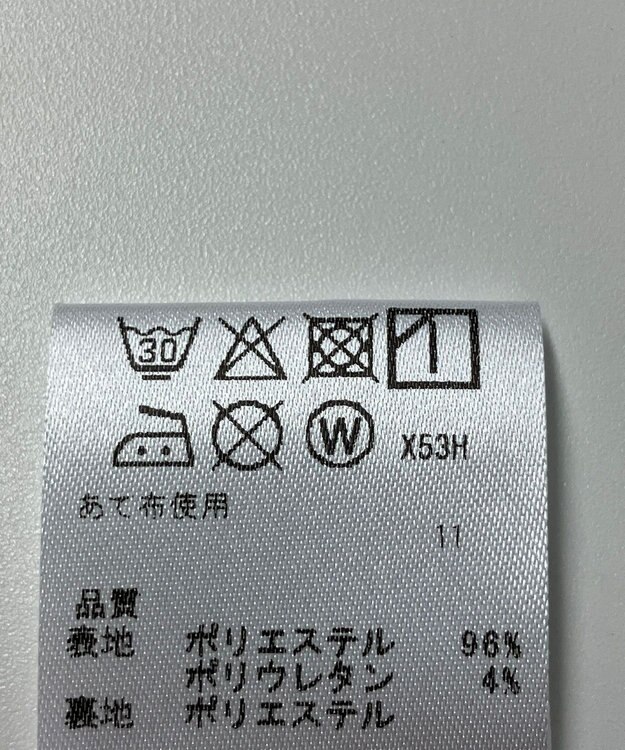 30
W X53H
あて布使用
11
品質
表地 ポリエステル 96%
ポリウレタン 4%
裏地 ポリエステル